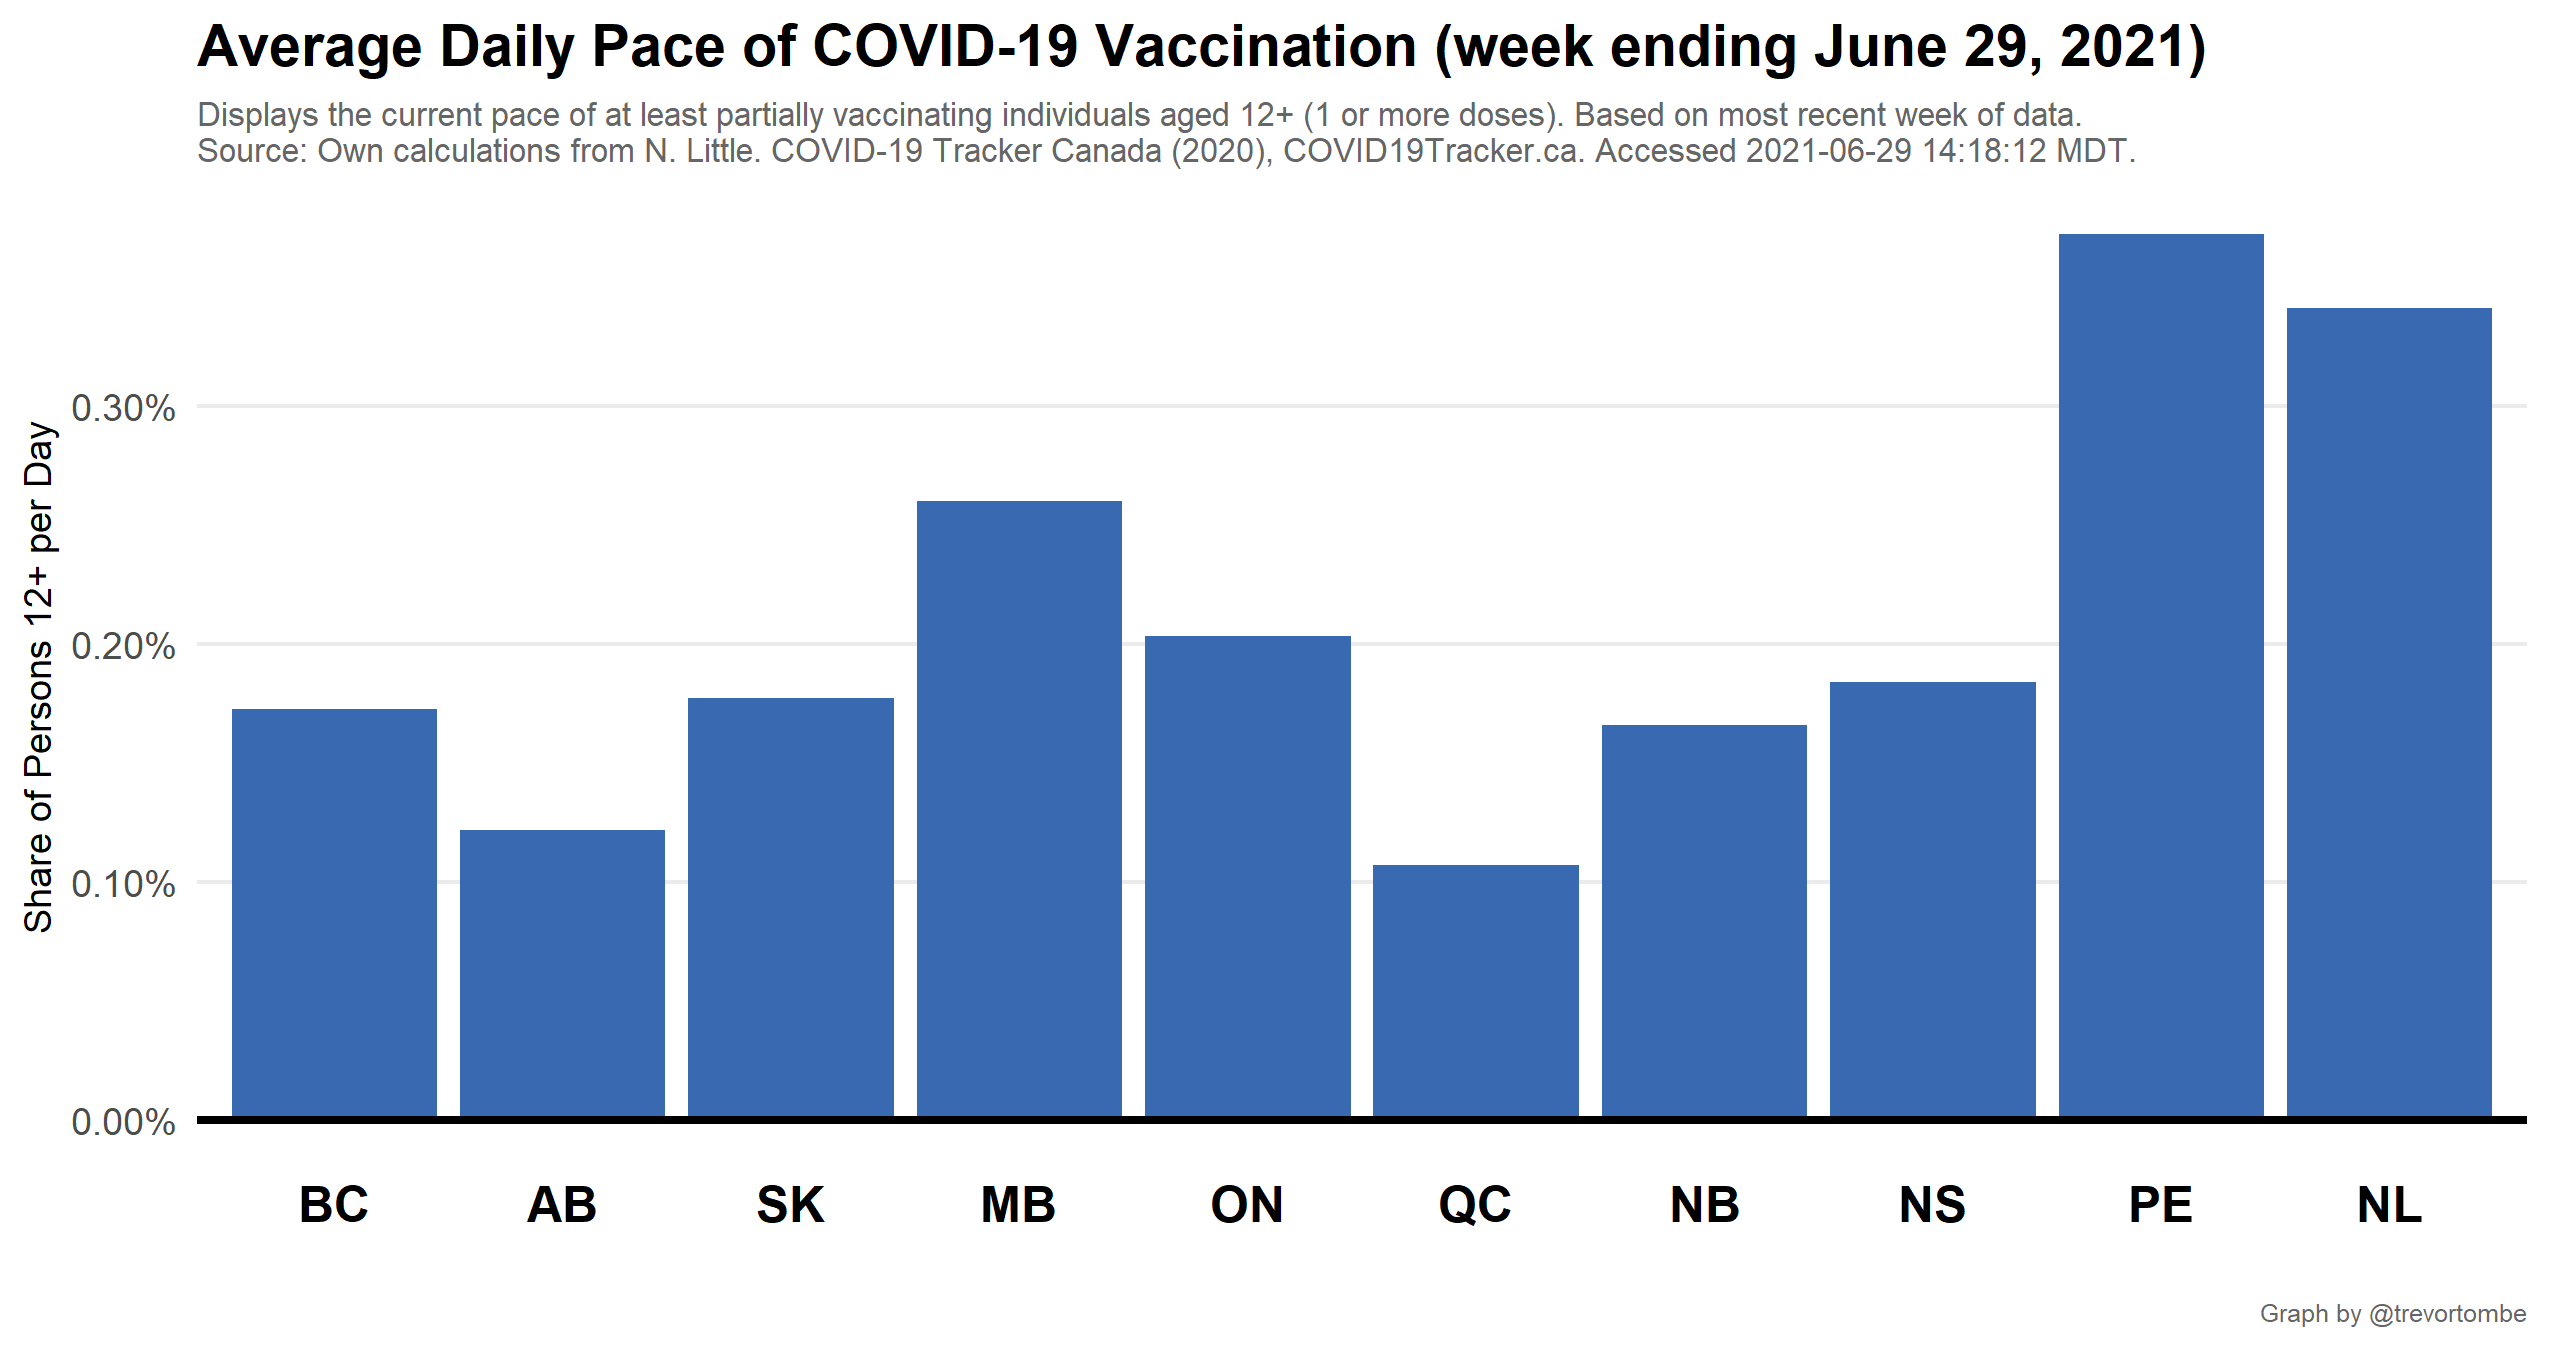 Average Daily Pace of COVID-19 Vaccination (week ending June 29, 2021)
Displays the current pace of at least partially vaccinating individuals aged 12+ (1 or more doses). Based on most recent week of data.
Source: Own calculations from N. Little. COVID-19 Tracker Canada (2020), COVID19Tracker.ca. Accessed 2021-06-29 14:18:12 MDT.
Share of Persons 12+ per Day
0.30%
0.20%
0.10%
0.00%
BC AB SK MB ON QC NB NS PE NL
Graph by @trevortombe